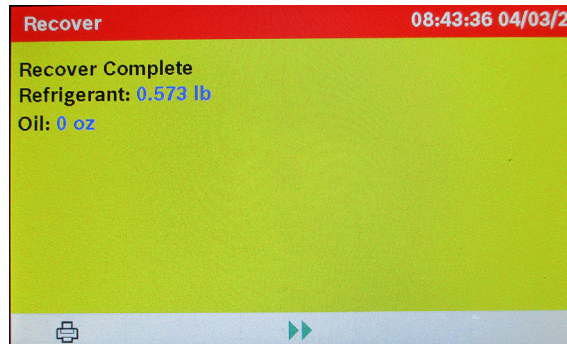 Recover
08:43:36 04/03/2
Recover Complete
Refrigerant: 0.573 lb
Oil: 0 oz